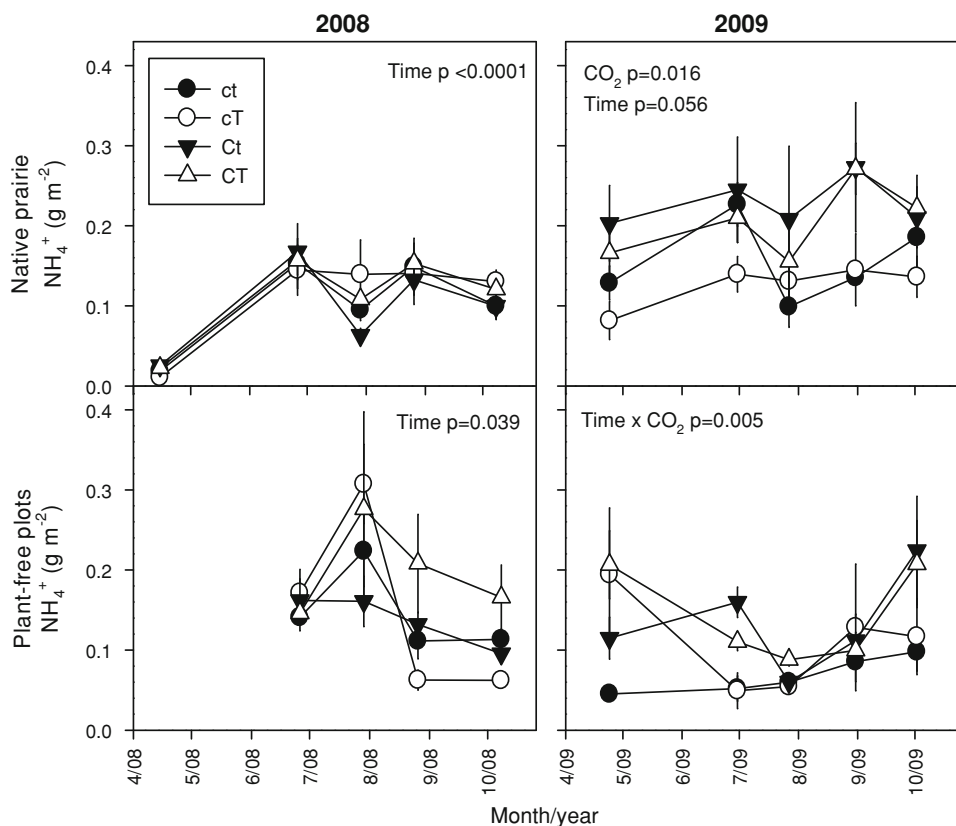 2008
2009
Native prairie
NH₄⁺ (g m⁻²)
0.4
0.3
0.2
0.1
0.0
ct
cT
Ct
CT
Time p <0.0001
CO₂ p=0.016
Time p=0.056
Plant-free plots
NH₄⁺ (g m⁻²)
0.4
0.3
0.2
0.1
0.0
Time p=0.039
Time x CO₂ p=0.005
4/08
5/08
6/08
7/08
8/08
9/08
10/08
4/09
5/09
7/09
8/09
9/09
10/09
Month/year